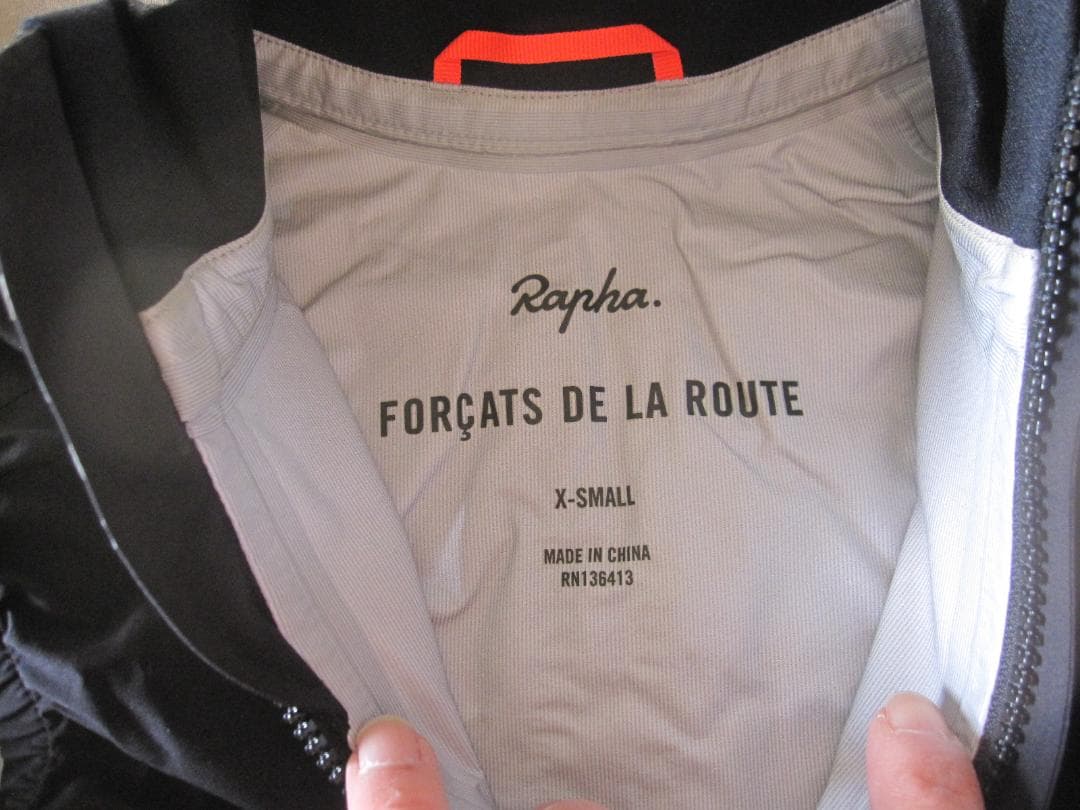 Rapha.
FORÇATS DE LA ROUTE
X-SMALL
MADE IN CHINA
RN136413